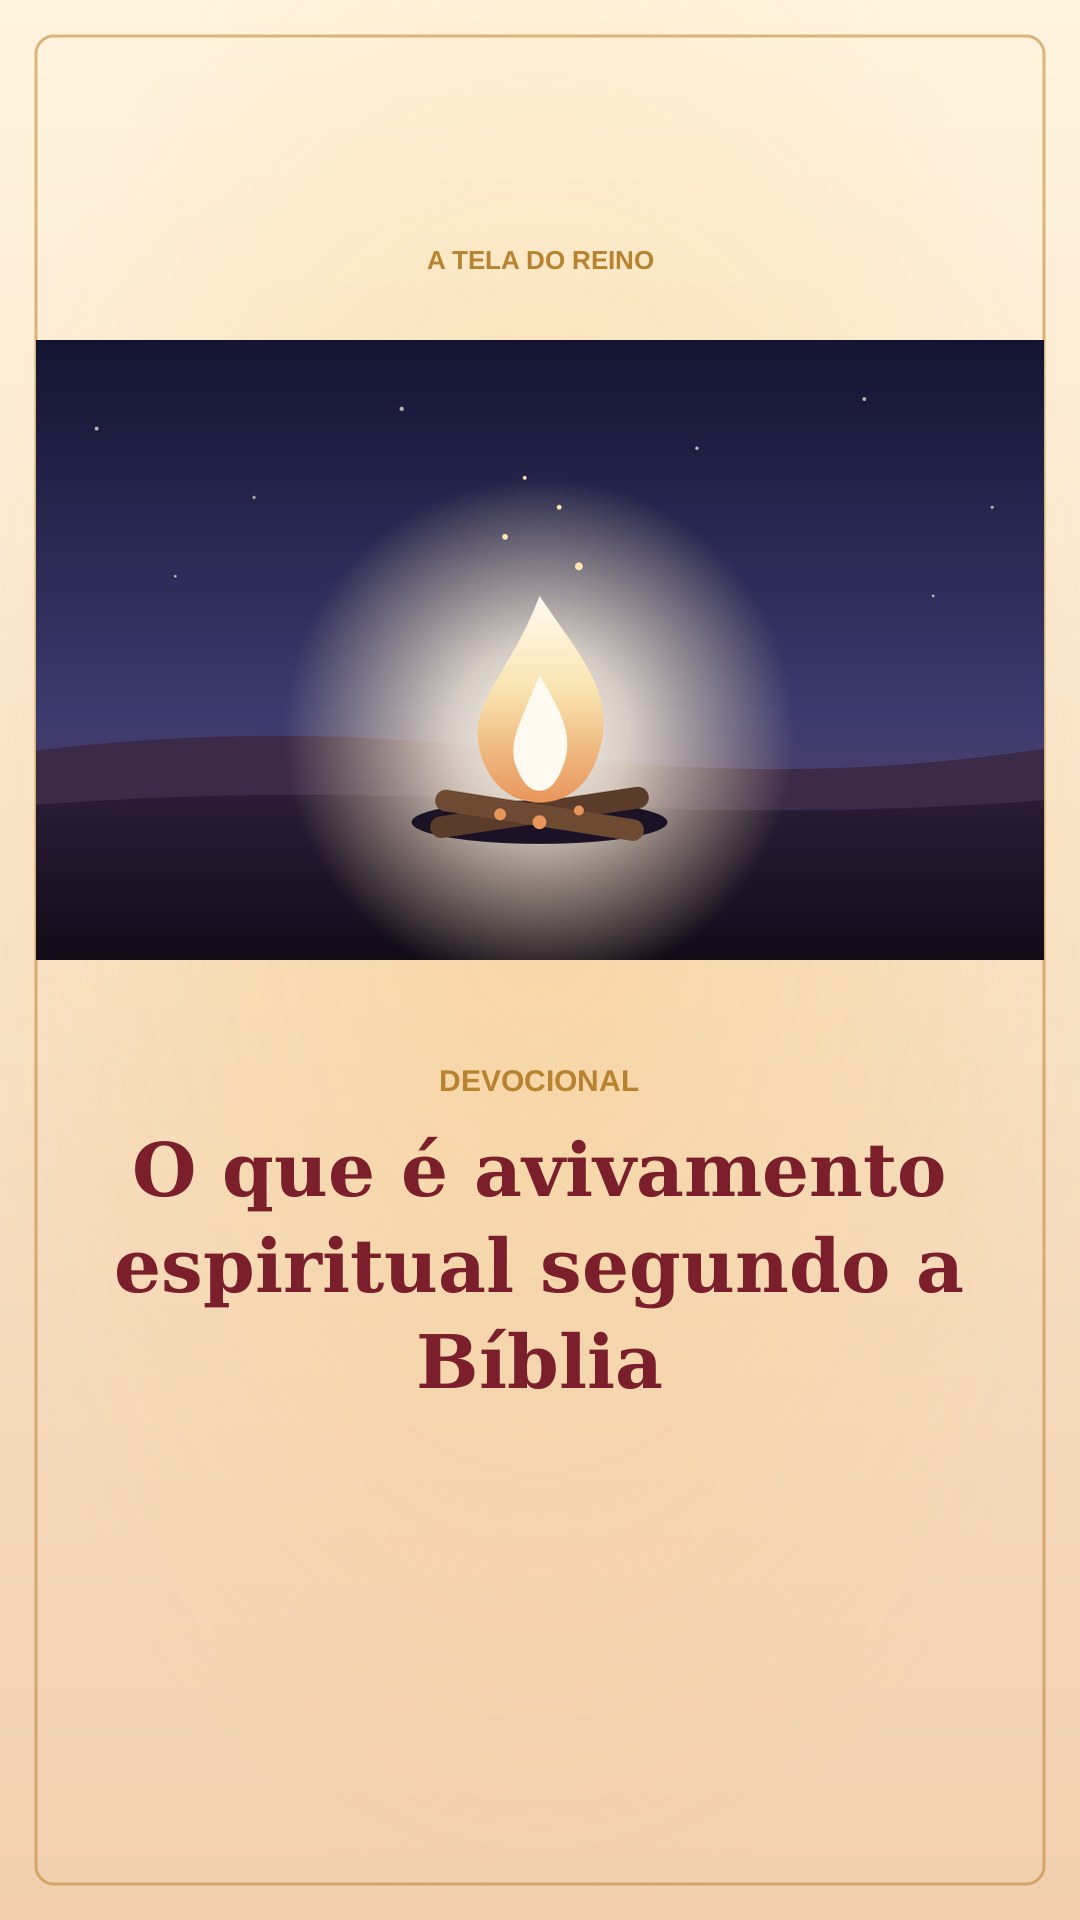 A TELA DO REINO
DEVOCIONAL
O que é avivamento
espiritual segundo a
Bíblia